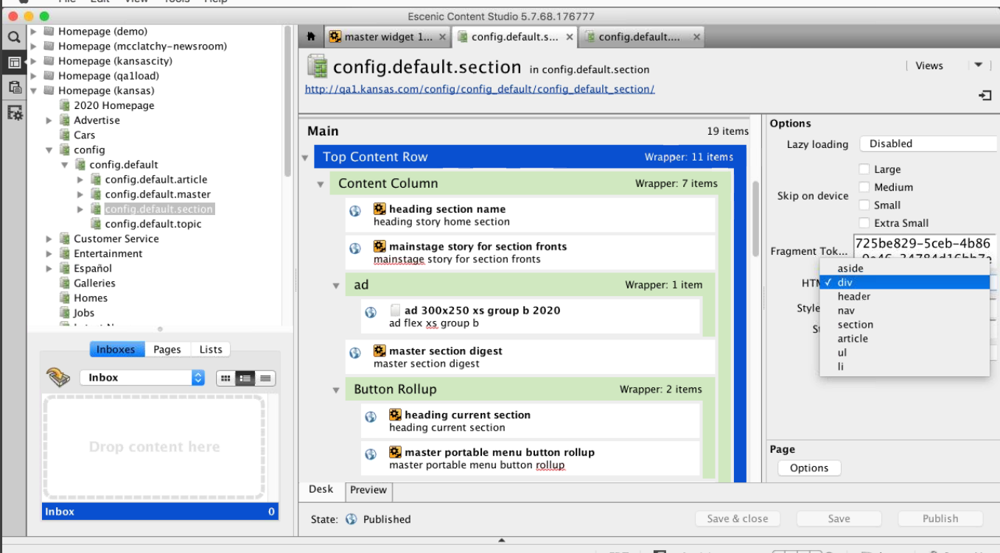 File Edit View Tools Help
Escenic Content Studio 5.7.68.176777
Homepage (demo)
Homepage (mcclatchy-newsroom)
Homepage (kansascity)
Homepage (qa1load)
Homepage (kansas)
2020 Homepage
Advertise
Cars
config
config.default
config.default.article
config.default.master
config.default.section
config.default.topic
Customer Service
Entertainment
Español
Galleries
Homes
Jobs
Inboxes Pages Lists
Inbox
Drop content here
Inbox 0
master widget 1... × config.default.s... × config.default.... ×
config.default.section in config.default.section
Views
http://qa1.kansas.com/config/config_default/config_default_section/
Main 19 items
Top Content Row Wrapper: 11 items
Content Column Wrapper: 7 items
heading section name
heading story home section
mainstage story for section fronts
mainstage story for section fronts
ad Wrapper: 1 item
ad 300x250 xs group b 2020
ad flex xs group b
master section digest
master section digest
Button Rollup Wrapper: 2 items
heading current section
heading current section
master portable menu button rollup
master portable menu button rollup
Desk Preview
State: Published
Save & close Save Publish
Options
Lazy loading Disabled
Skip on device
Large
Medium
Small
Extra Small
Fragment Tok... 725be829-5ceb-4b86
HTM
Style
St
aside
✓ div
header
nav
section
article
ul
li
Page
Options